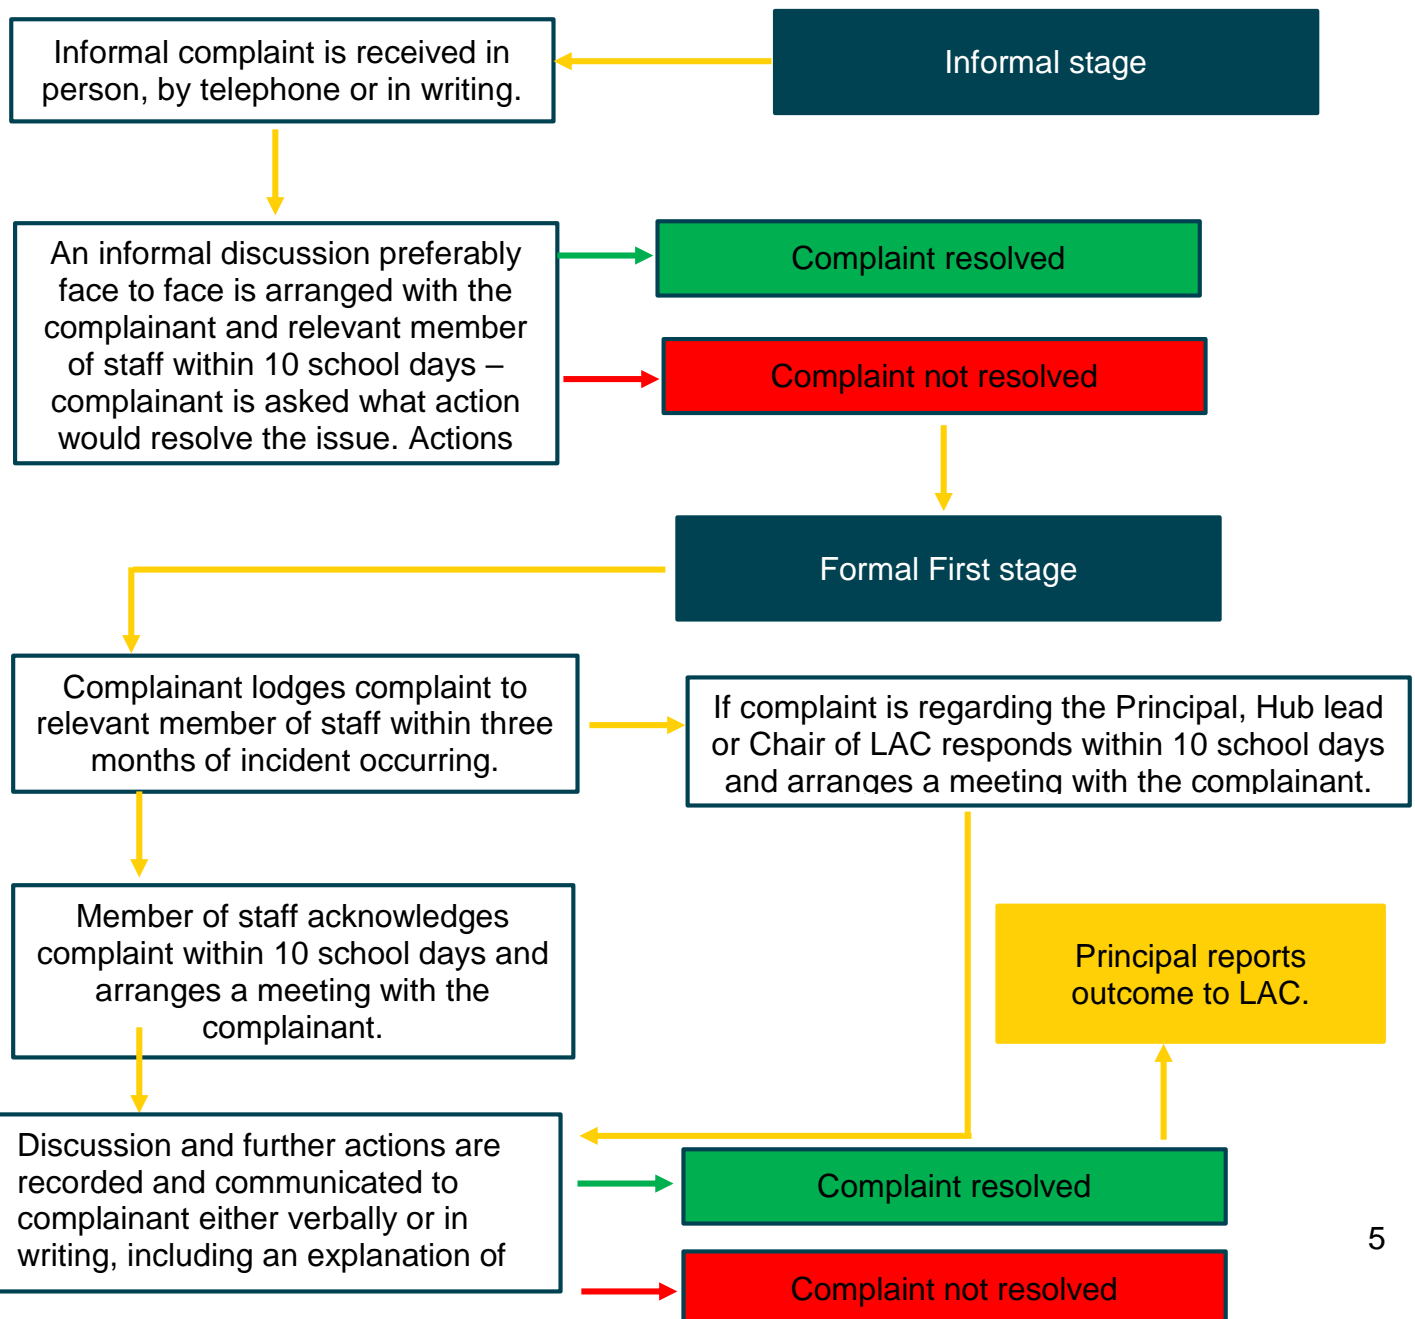 Informal complaint is received in
person, by telephone or in writing.
Informal stage
An informal discussion preferably
face to face is arranged with the
complainant and relevant member
of staff within 10 school days –
complainant is asked what action
would resolve the issue. Actions
Complaint resolved
Complaint not resolved
Formal First stage
Complainant lodges complaint to
relevant member of staff within three
months of incident occurring.
If complaint is regarding the Principal, Hub lead
or Chair of LAC responds within 10 school days
and arranges a meeting with the complainant.
Member of staff acknowledges
complaint within 10 school days and
arranges a meeting with the
complainant.
Principal reports
outcome to LAC.
Discussion and further actions are
recorded and communicated to
complainant either verbally or in
writing, including an explanation of
Complaint resolved
Complaint not resolved
5